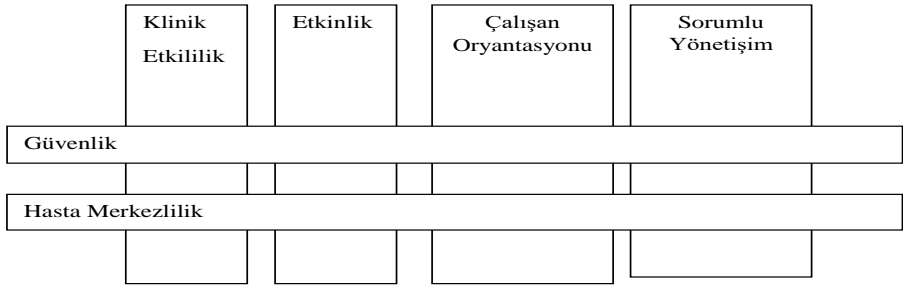 Klinik
Etkililik
Etkinlik
Çalışan
Oryantasyonu
Sorumlu
Yönetişim
Güvenlik
Hasta Merkezlilik